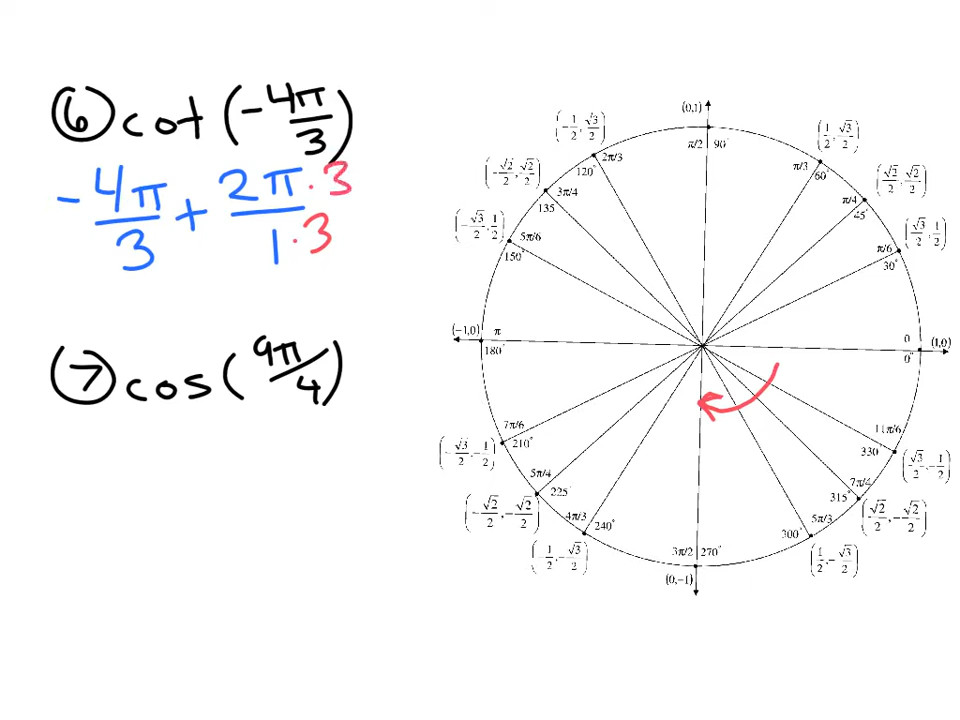 ⑥ cot (-4π/3)
-4π/3 + 2π·3/1·3
⑦ cos (9π/4)
(0,1)
π/2 90°
(1/2, √3/2)
π/3 60°
(√2/2, √2/2)
π/4 45°
(√3/2, 1/2)
π/6 30°
0 (1,0)
0°
11π/6 330°
(√3/2, -1/2)
7π/4 315°
(√2/2, -√2/2)
5π/3 300°
(1/2, -√3/2)
3π/2 270°
(0,-1)
4π/3 240°
(-1/2, -√3/2)
5π/4 225°
(-√2/2, -√2/2)
7π/6 210°
(-√3/2, -1/2)
(-1,0) π
180°
5π/6 150°
(-√3/2, 1/2)
3π/4 135
(-√2/2, √2/2)
2π/3 120°
(-1/2, √3/2)